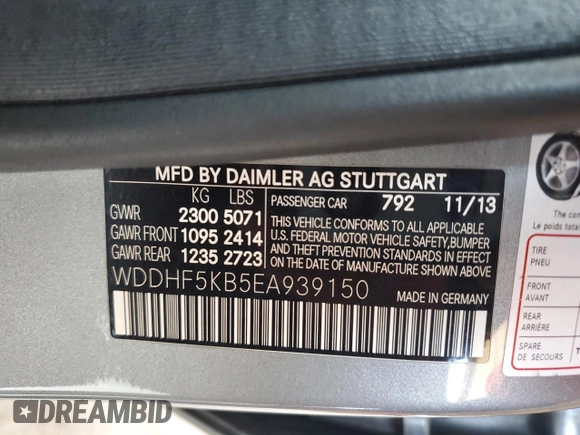 MFD BY DAIMLER AG STUTTGART
KG LBS
GVWR 2300 5071
GAWR FRONT 1095 2414
GAWR REAR 1235 2723
PASSENGER CAR 792 11/13
THIS VEHICLE CONFORMS TO ALL APPLICABLE
U.S. FEDERAL MOTOR VEHICLE SAFETY, BUMPER
AND THEFT PREVENTION STANDARDS IN EFFECT
ON THE DATE OF MANUFACTURE SHOWN ABOVE.
WDDHF5KB5EA939150 MADE IN GERMANY
Le poids total
TIRE
PNEU
FRONT
AVANT
REAR
ARRIÈRE
SPARE
DE SECOURS
DREAMBID